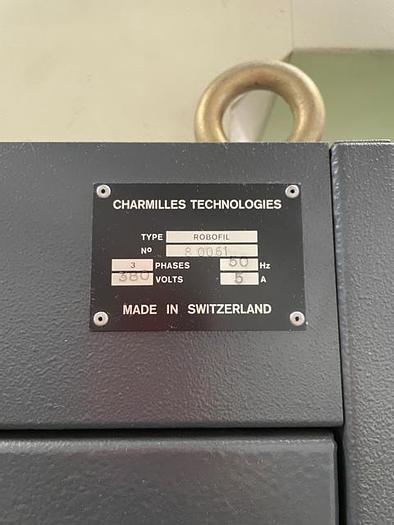 CHARMILLES TECHNOLOGIES
TYPE ROBOFIL
No 8 0061
3 PHASES 50 Hz
380 VOLTS 5 A
MADE IN SWITZERLAND